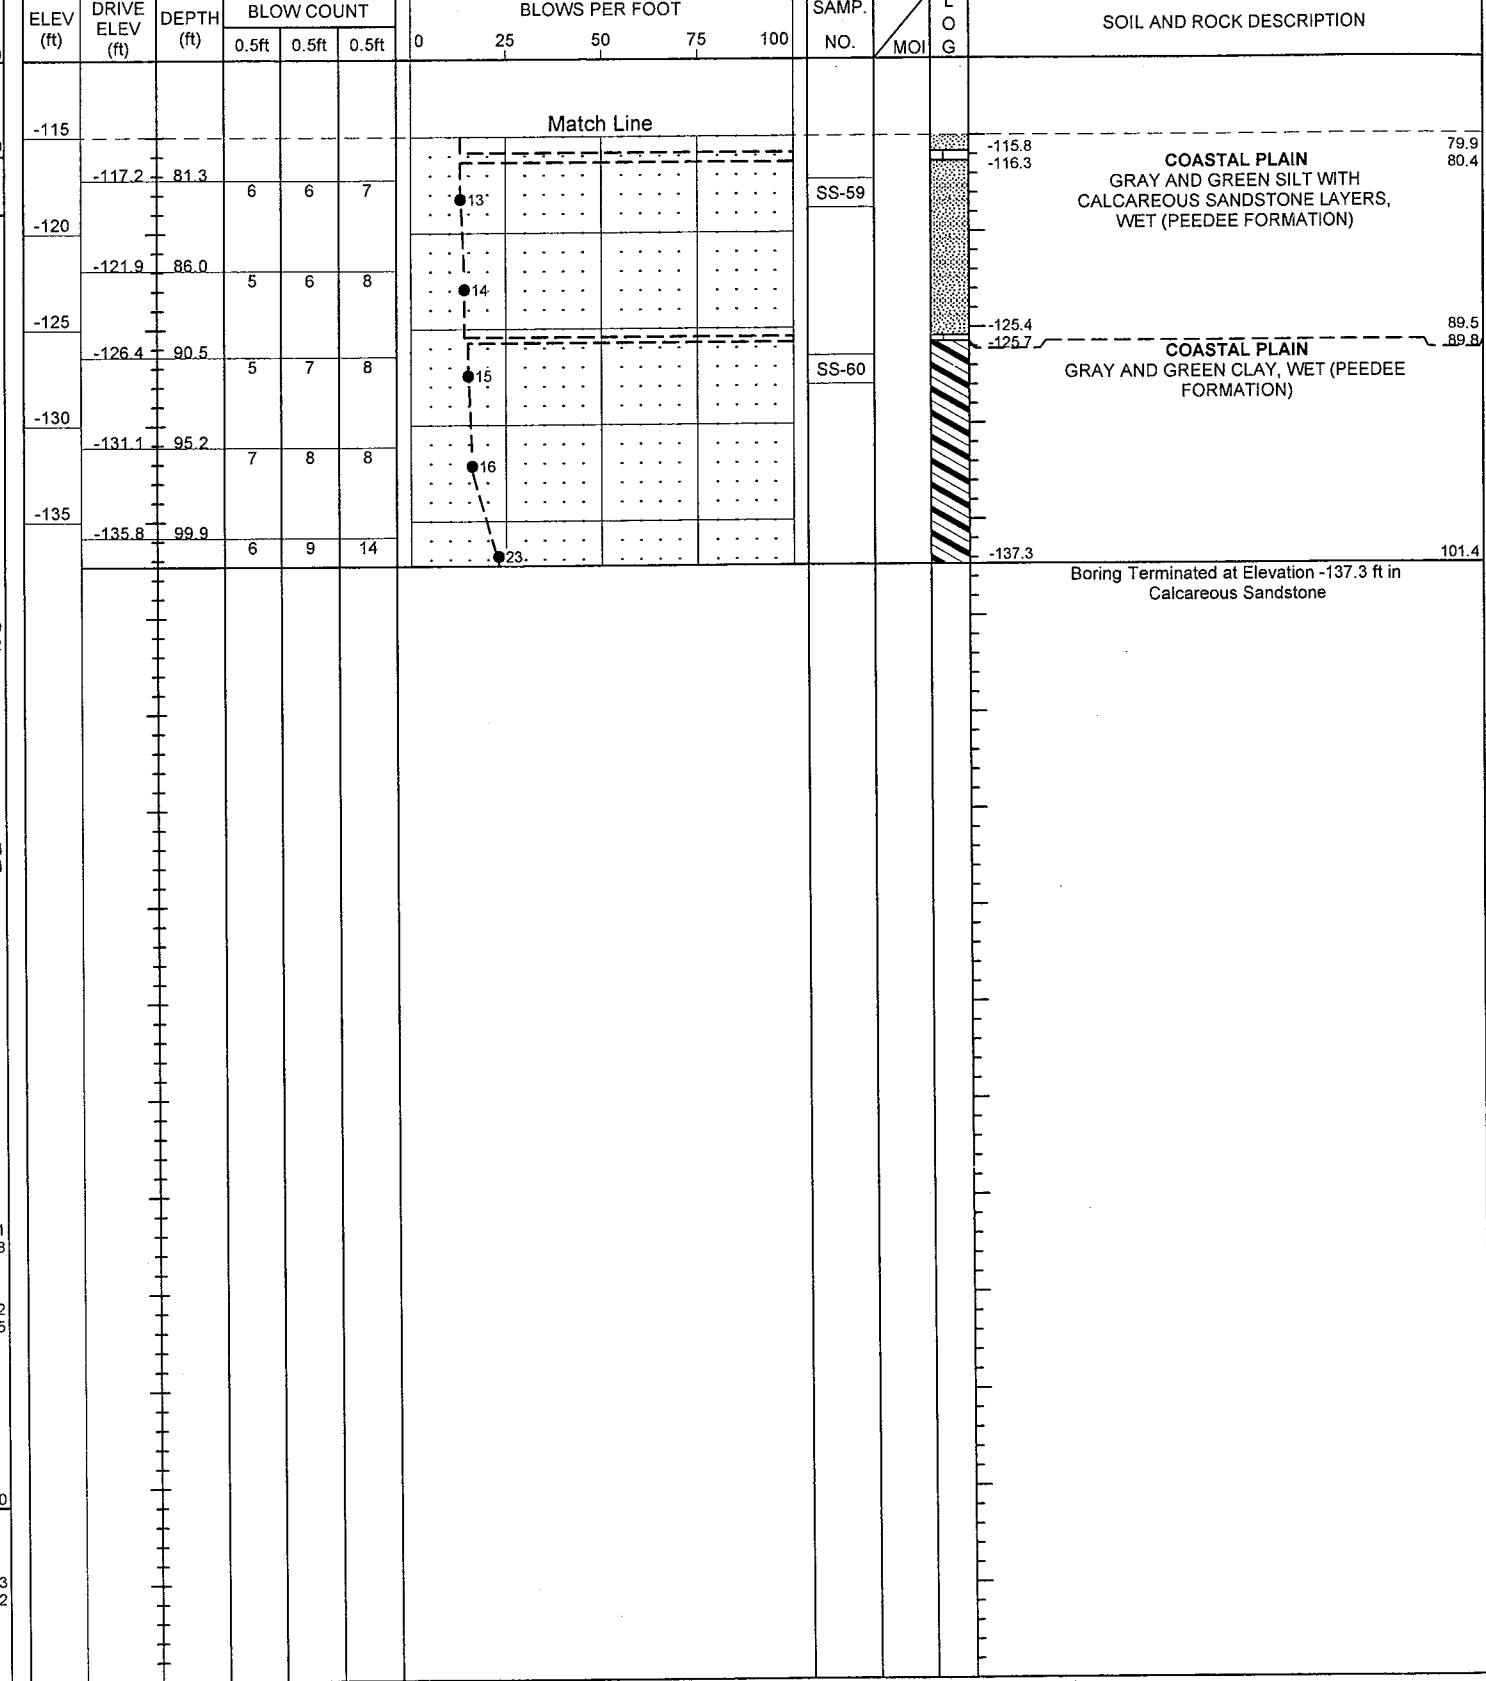 ELEV (ft) DRIVE ELEV (ft) DEPTH (ft) BLOW COUNT BLOWS PER FOOT SAMP. NO. MOI L O G SOIL AND ROCK DESCRIPTION
0.5ft 0.5ft 0.5ft 0 25 50 75 100
Match Line
-115
-115.8 79.9
-116.3 COASTAL PLAIN 80.4
-117.2 81.3 GRAY AND GREEN SILT WITH
6 6 7 13 SS-59 CALCAREOUS SANDSTONE LAYERS,
-120 WET (PEEDEE FORMATION)
-121.9 86.0
5 6 8 14
-125 -125.4 89.5
-125.7 89.8
-126.4 90.5 COASTAL PLAIN
5 7 8 15 SS-60 GRAY AND GREEN CLAY, WET (PEEDEE
FORMATION)
-130
-131.1 95.2
7 8 8 16
-135
-135.8 99.9
6 9 14 23 -137.3 101.4
Boring Terminated at Elevation -137.3 ft in
Calcareous Sandstone